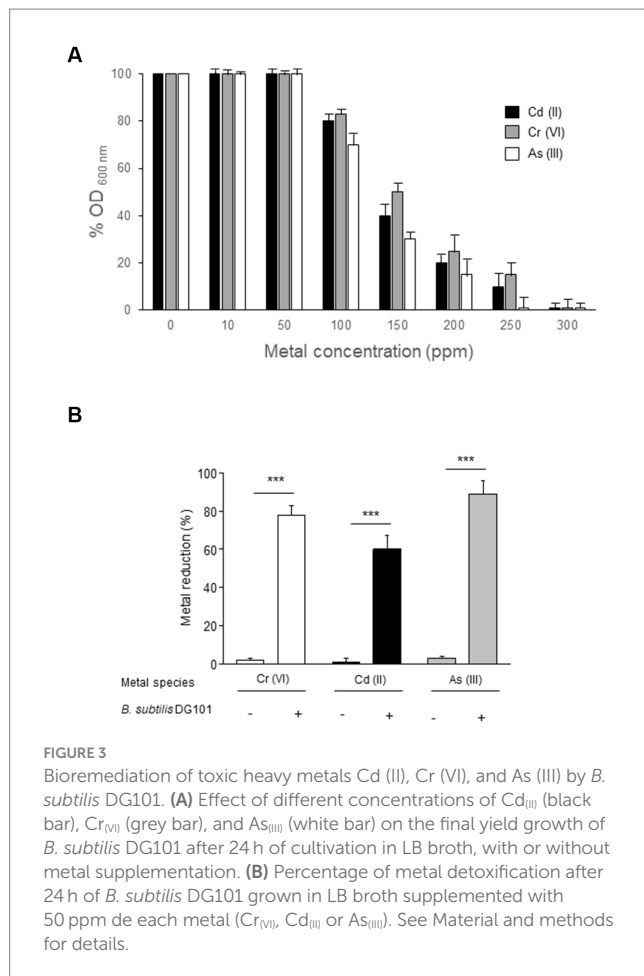 A
100
80
60
40
20
0
% OD 600 nm
Cd (II)
Cr (VI)
As (III)
0 10 50 100 150 200 250 300
Metal concentration (ppm)
B
100
80
60
40
20
0
Metal reduction (%)
*** *** ***
Metal species Cr (VI) Cd (II) As (III)
B. subtilis DG101 - + - + - +
FIGURE 3
Bioremediation of toxic heavy metals Cd (II), Cr (VI), and As (III) by B.
subtilis DG101. (A) Effect of different concentrations of Cd(II) (black
bar), Cr(VI) (grey bar), and As(III) (white bar) on the final yield growth of
B. subtilis DG101 after 24 h of cultivation in LB broth, with or without
metal supplementation. (B) Percentage of metal detoxification after
24 h of B. subtilis DG101 grown in LB broth supplemented with
50 ppm de each metal (Cr(VI), Cd(II) or As(III)). See Material and methods
for details.